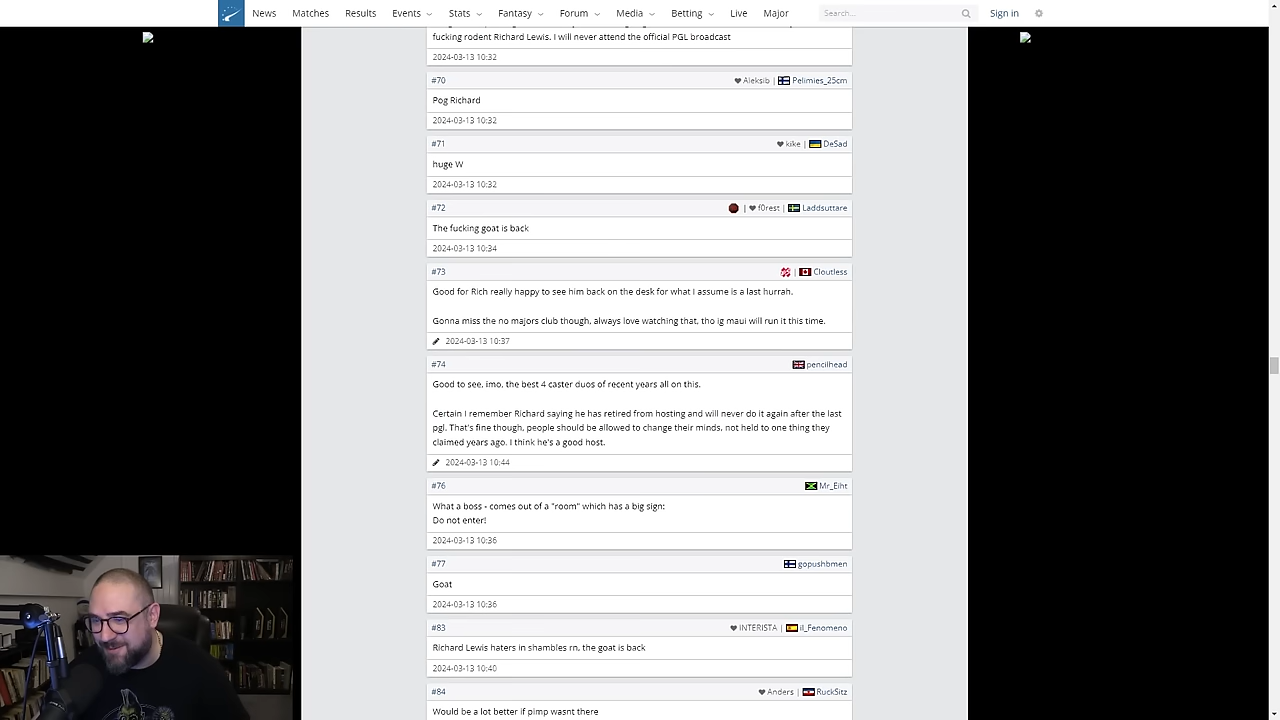 News
Matches
Results
Events
Stats
Fantasy
Forum
Media
Betting
Live
Major
Search...
Sign in
fucking rodent Richard Lewis. I will never attend the official PGL broadcast
2024-03-13 10:32
#70
Aleksib | Pelimies_25cm
Pog Richard
2024-03-13 10:32
#71
kike | DeSad
huge W
2024-03-13 10:32
#72
| f0rest | Laddsuttare
The fucking goat is back
2024-03-13 10:34
#73
| Cloutless
Good for Rich really happy to see him back on the desk for what I assume is a last hurrah.
Gonna miss the no majors club though, always love watching that, tho ig maui will run it this time.
2024-03-13 10:37
#74
pencilhead
Good to see, imo, the best 4 caster duos of recent years all on this.
Certain I remember Richard saying he has retired from hosting and will never do it again after the last
pgl. That's fine though, people should be allowed to change their minds, not held to one thing they
claimed years ago. I think he's a good host.
2024-03-13 10:44
#76
Mr_Eiht
What a boss - comes out of a "room" which has a big sign:
Do not enter!
2024-03-13 10:36
#77
gopushbmen
Goat
2024-03-13 10:36
#83
INTERISTA | il_Fenomeno
Richard Lewis haters in shambles rn, the goat is back
2024-03-13 10:40
#84
Anders | RuckSitz
Would be a lot better if pimp wasnt there